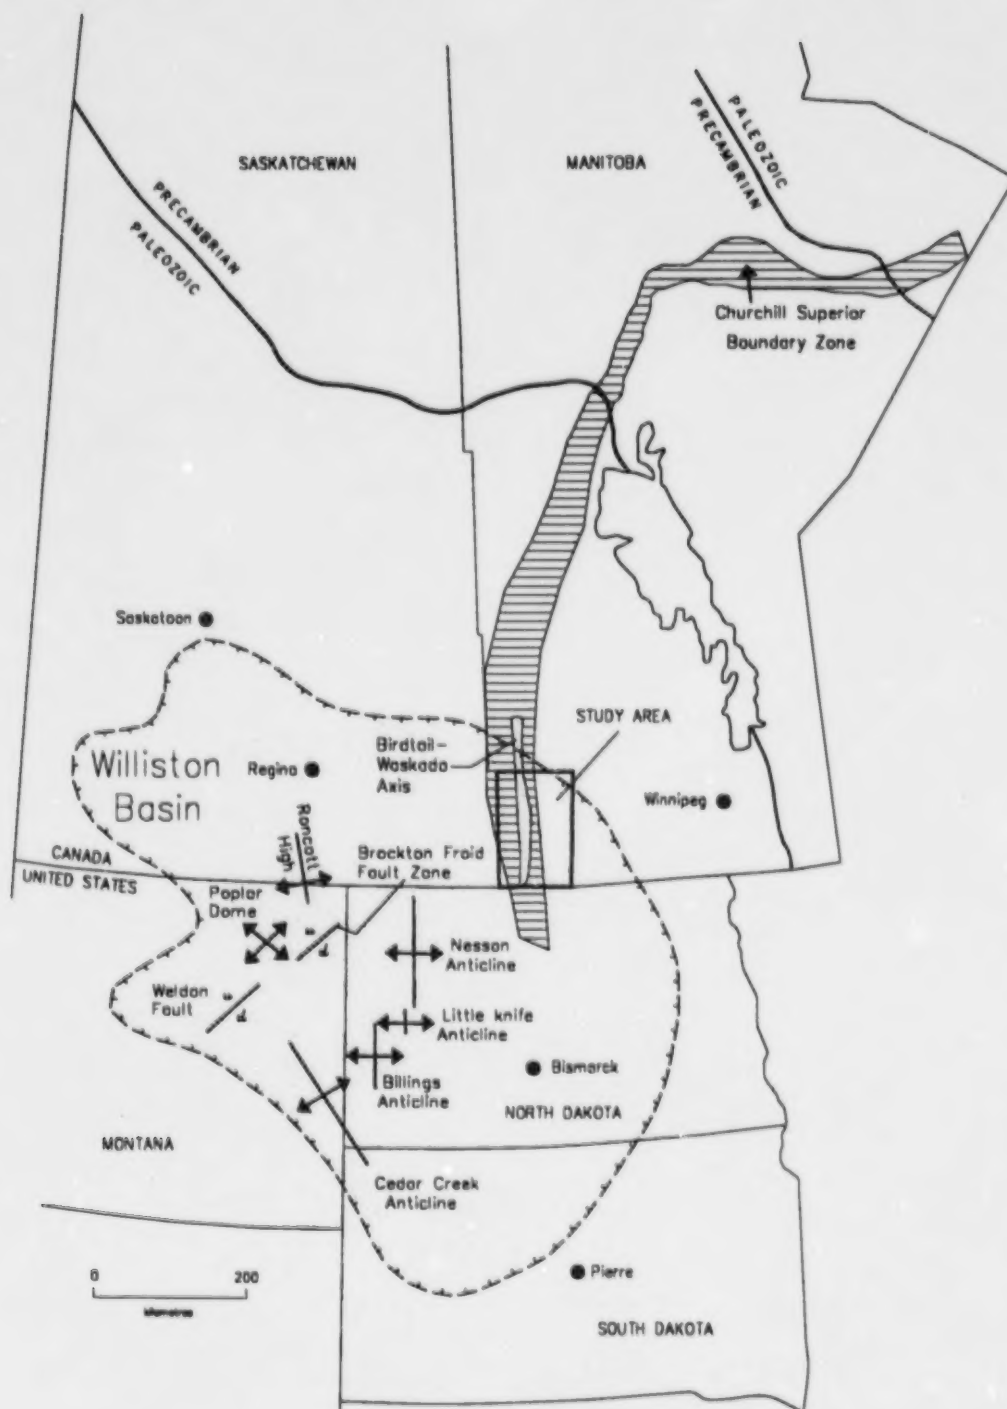 SASKATCHEWAN
MANITOBA
PALEOZOIC
PRECAMBRIAN
PRECAMBRIAN
PALEOZOIC
Churchill Superior
Boundary Zone
Saskatoon
STUDY AREA
Birdtail-
Waskada
Axis
Williston
Basin
Regina
Winnipeg
Roncott
High
Brockton Froid
Fault Zone
CANADA
UNITED STATES
Poplar
Dome
Nesson
Anticline
Weldon
Fault
Little knife
Anticline
Bismarck
Billings
Anticline
NORTH DAKOTA
MONTANA
Cedar Creek
Anticline
0 200
Kilometres
Pierre
SOUTH DAKOTA